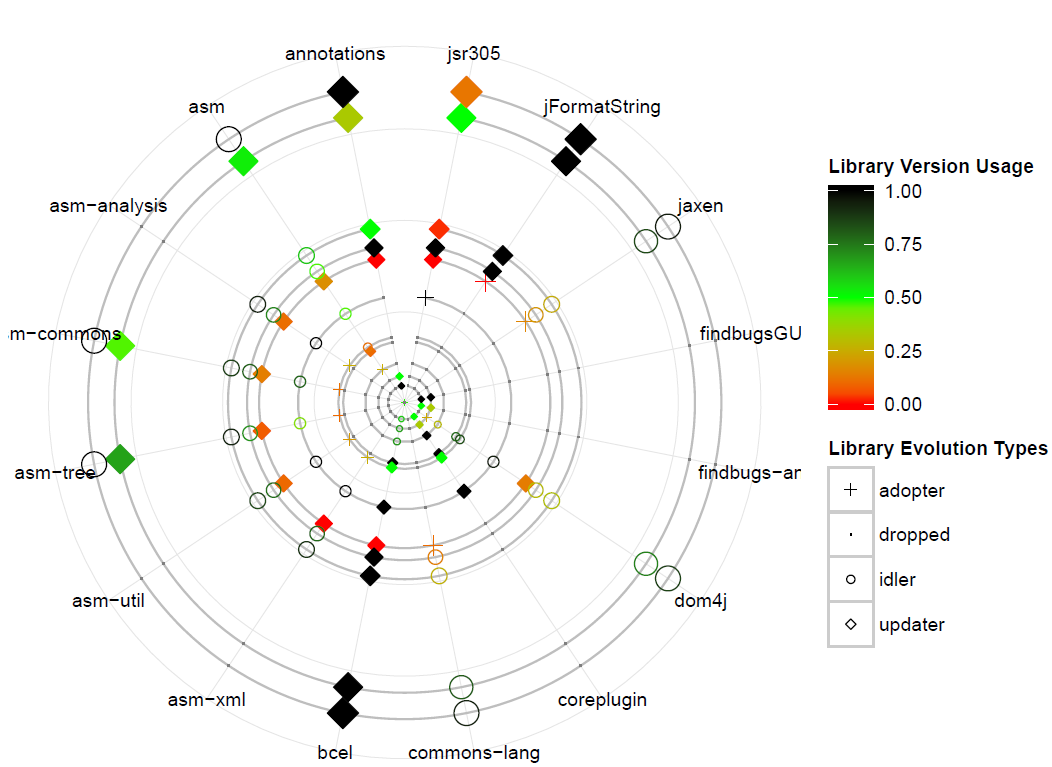 annotations
jsr305
asm
jFormatString
asm−analysis
jaxen
m−commons
findbugsGU
asm−tree
findbugs−ar
asm−util
dom4j
asm−xml
coreplugin
bcel
commons−lang
Library Version Usage
1.00
0.75
0.50
0.25
0.00
Library Evolution Types
adopter
dropped
idler
updater